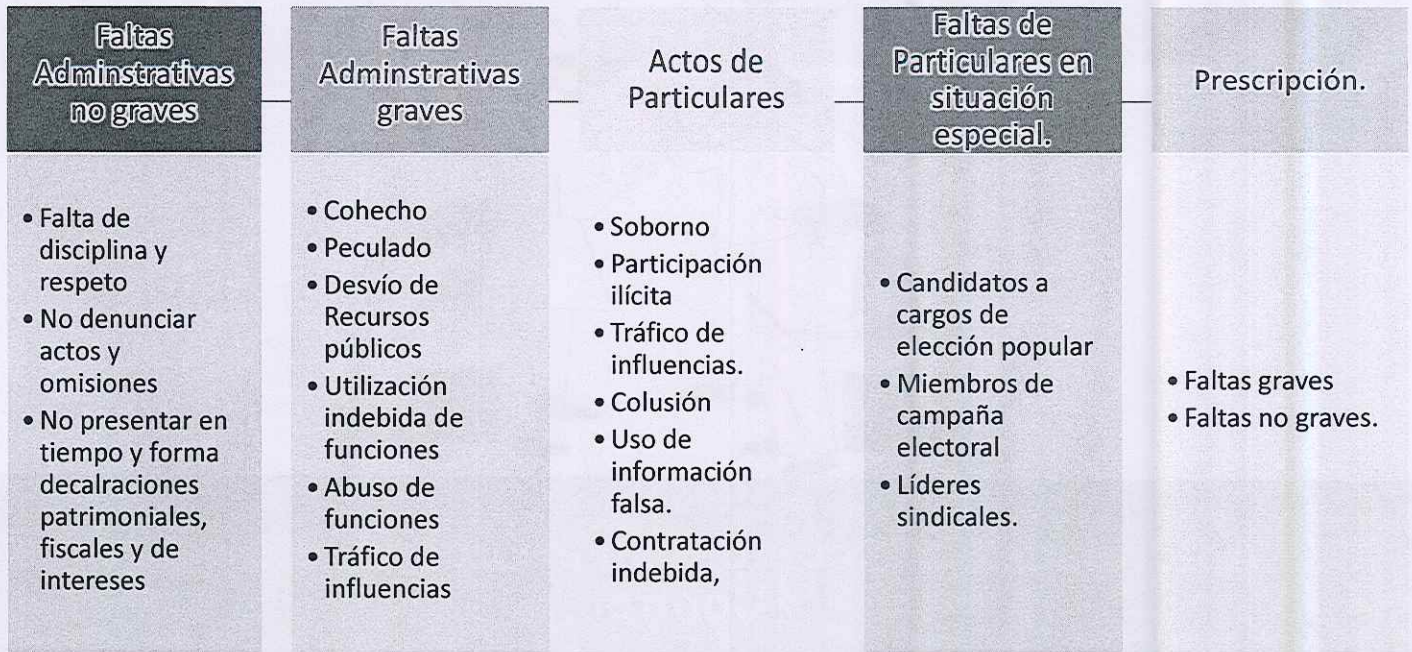 Faltas
Adminstrativas
no graves
• Falta de
disciplina y
respeto
• No denunciar
actos y
omisiones
• No presentar en
tiempo y forma
decalraciones
patrimoniales,
fiscales y de
intereses
Faltas
Adminstrativas
graves
• Cohecho
• Peculado
• Desvío de
Recursos
públicos
• Utilización
indebida de
funciones
• Abuso de
funciones
• Tráfico de
influencias
Actos de
Particulares
• Soborno
• Participación
ilícita
• Tráfico de
influencias.
• Colusión
• Uso de
información
falsa.
• Contratación
indebida,
Faltas de
Particulares en
situación
especial.
• Candidatos a
cargos de
elección popular
• Miembros de
campaña
electoral
• Líderes
sindicales.
Prescripción.
• Faltas graves
• Faltas no graves.